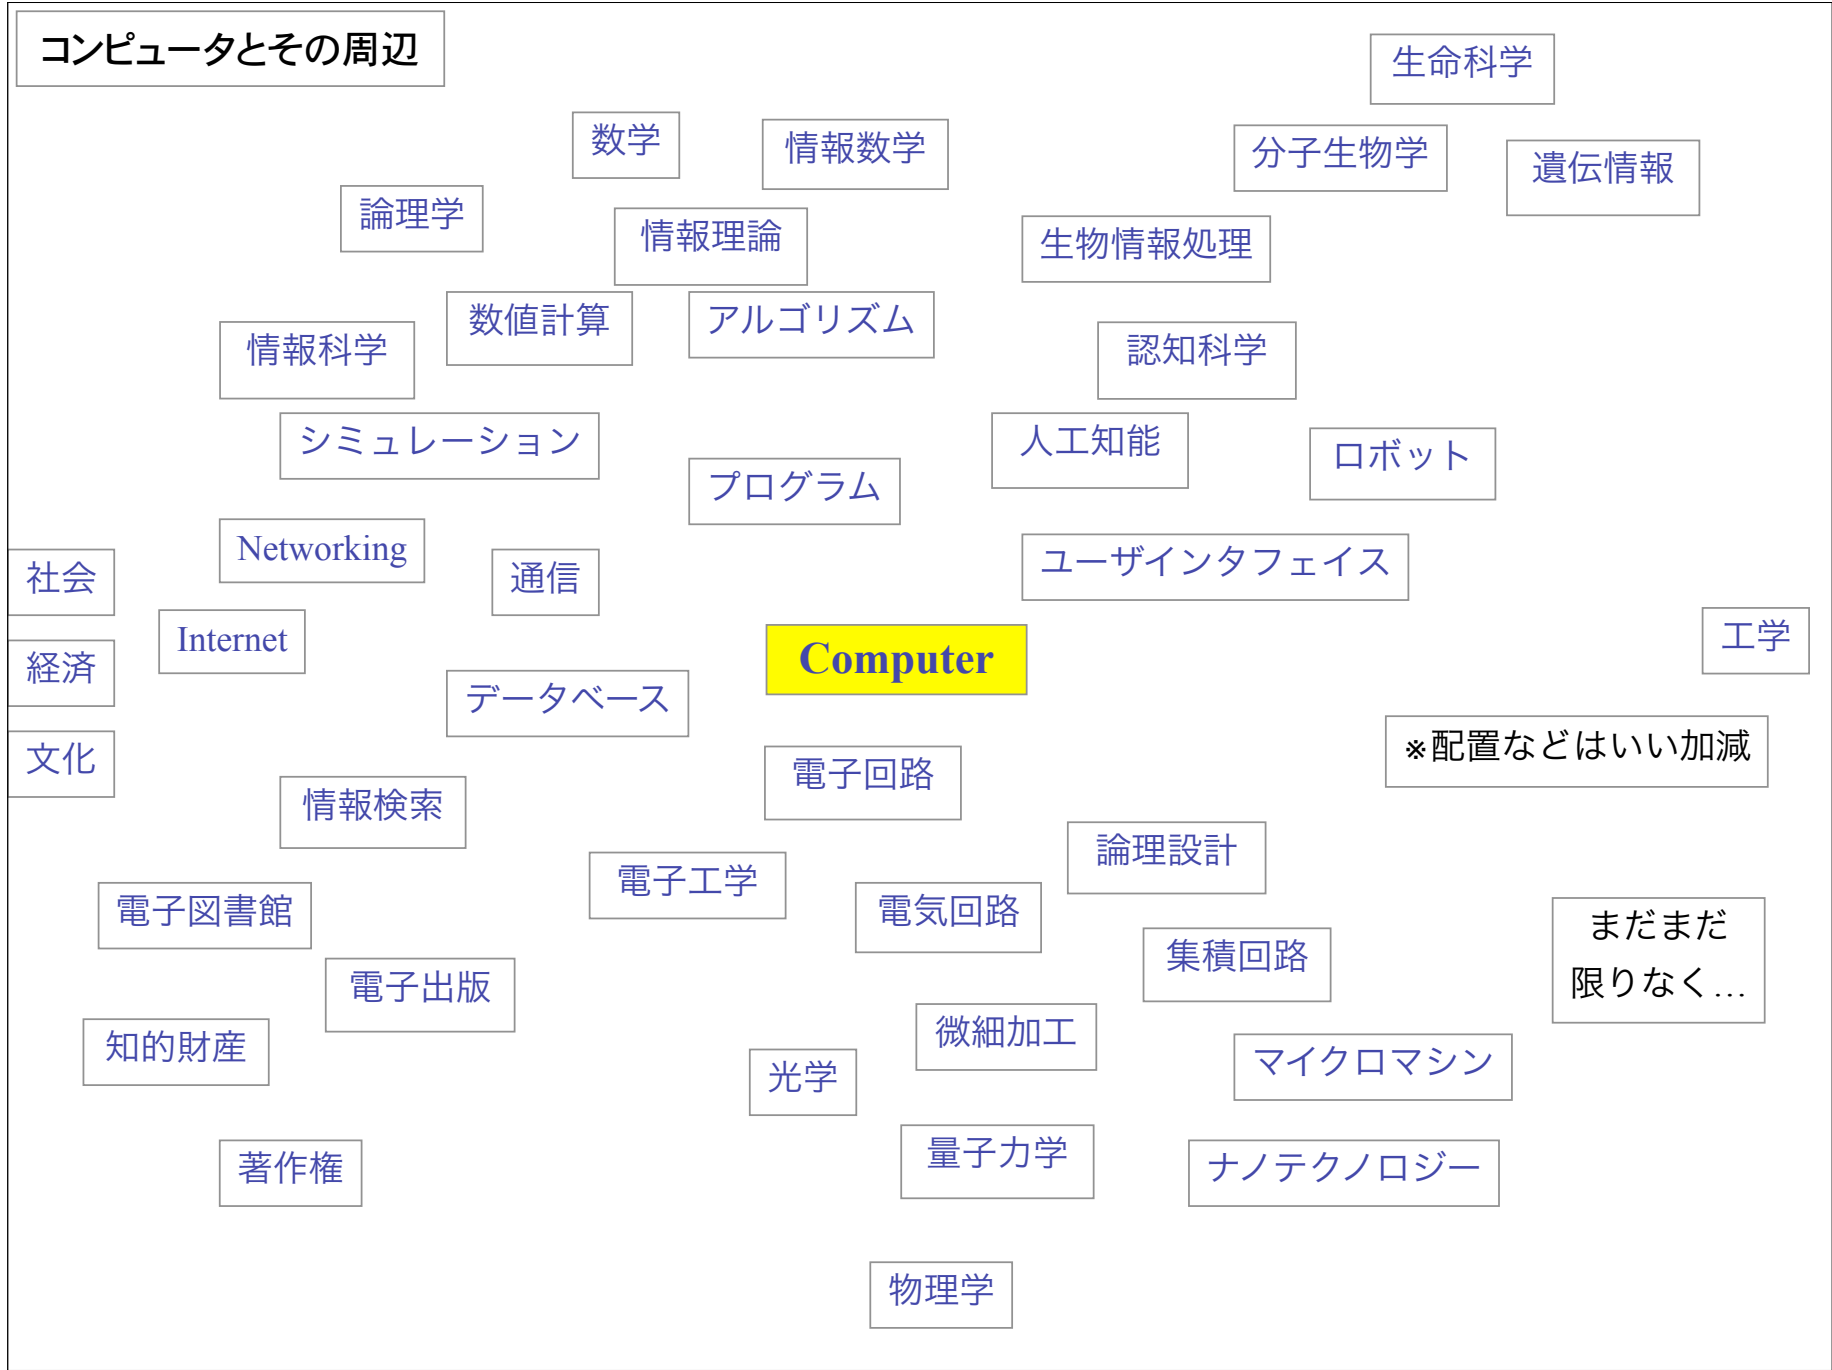 コンピュータとその周辺
生命科学
数学
情報数学
分子生物学
遺伝情報
論理学
情報理論
生物情報処理
数値計算
アルゴリズム
情報科学
認知科学
シミュレーション
人工知能
ロボット
プログラム
Networking
通信
ユーザインタフェイス
社会
Internet
Computer
工学
経済
データベース
※配置などはいい加減
文化
電子回路
情報検索
論理設計
電子工学
電子図書館
電気回路
まだまだ
限りなく…
集積回路
電子出版
知的財産
微細加工
マイクロマシン
光学
著作権
量子力学
ナノテクノロジー
物理学